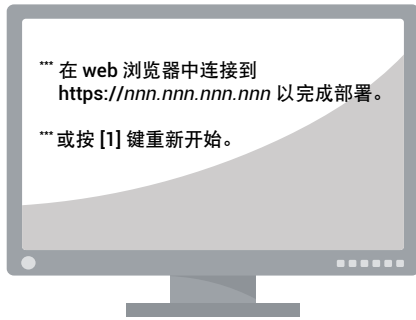 *** 在 web 浏览器中连接到
https://nnn.nnn.nnn.nnn 以完成部署。
*** 或按 [1] 键重新开始。